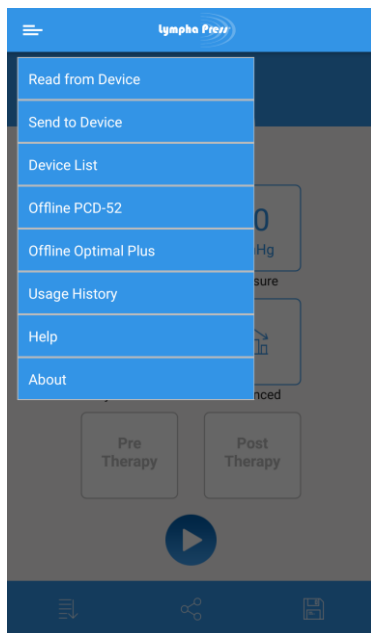 Lympha Press
Read from Device
Send to Device
Device List
Offline PCD-52
0
Offline Optimal Plus
Hg
Usage History
sure
Help
About
nced
Pre
Therapy
Post
Therapy